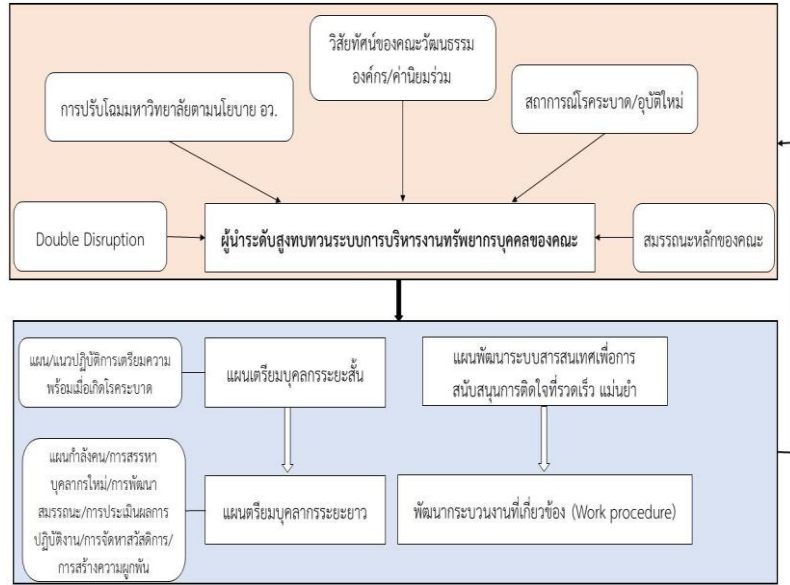 วิสัยทัศน์ของคณะวัฒนธรรม
องค์กร/ค่านิยมร่วม
การปรับโฉมมหาวิทยาลัยตามนโยบาย อว.
สถาการณ์โรคระบาด/อุบัติใหม่
Double Disruption
ผู้นำระดับสูงทบทวนระบบการบริหารงานทรัพยากรบุคคลของคณะ
สมรรถนะหลักของคณะ
แผน/แนวปฏิบัติการเตรียมความ
พร้อมเมื่อเกิดโรคระบาด
แผนเตรียมบุคลกรระยะสั้น
แผนพัฒนาระบบสารสนเทศเพื่อการ
สนับสนุนการติดใจที่รวดเร็ว แม่นยำ
แผนกำลังคน/การสรรหา
บุคลากรใหม่/การพัฒนา
สมรรถนะ/การประเมินผลการ
ปฏิบัติงาน/การจัดหาสวัสดิการ/
การสร้างความผูกพัน
แผนตรียมบุคลากรระยะยาว
พัฒนากระบวนงานที่เกี่ยวข้อง (Work procedure)